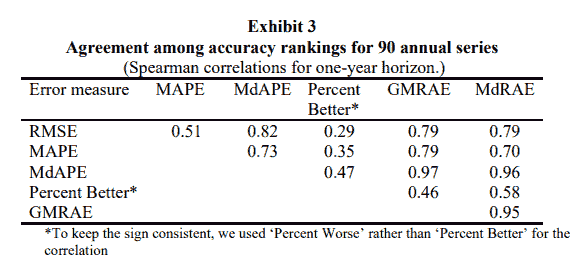 Exhibit 3
Agreement among accuracy rankings for 90 annual series
(Spearman correlations for one-year horizon.)
Error measure MAPE MdAPE Percent Better* GMRAE MdRAE
RMSE 0.51 0.82 0.29 0.79 0.79
MAPE 0.73 0.35 0.79 0.70
MdAPE 0.47 0.97 0.96
Percent Better* 0.46 0.58
GMRAE 0.95
*To keep the sign consistent, we used ‘Percent Worse’ rather than ‘Percent Better’ for the
correlation